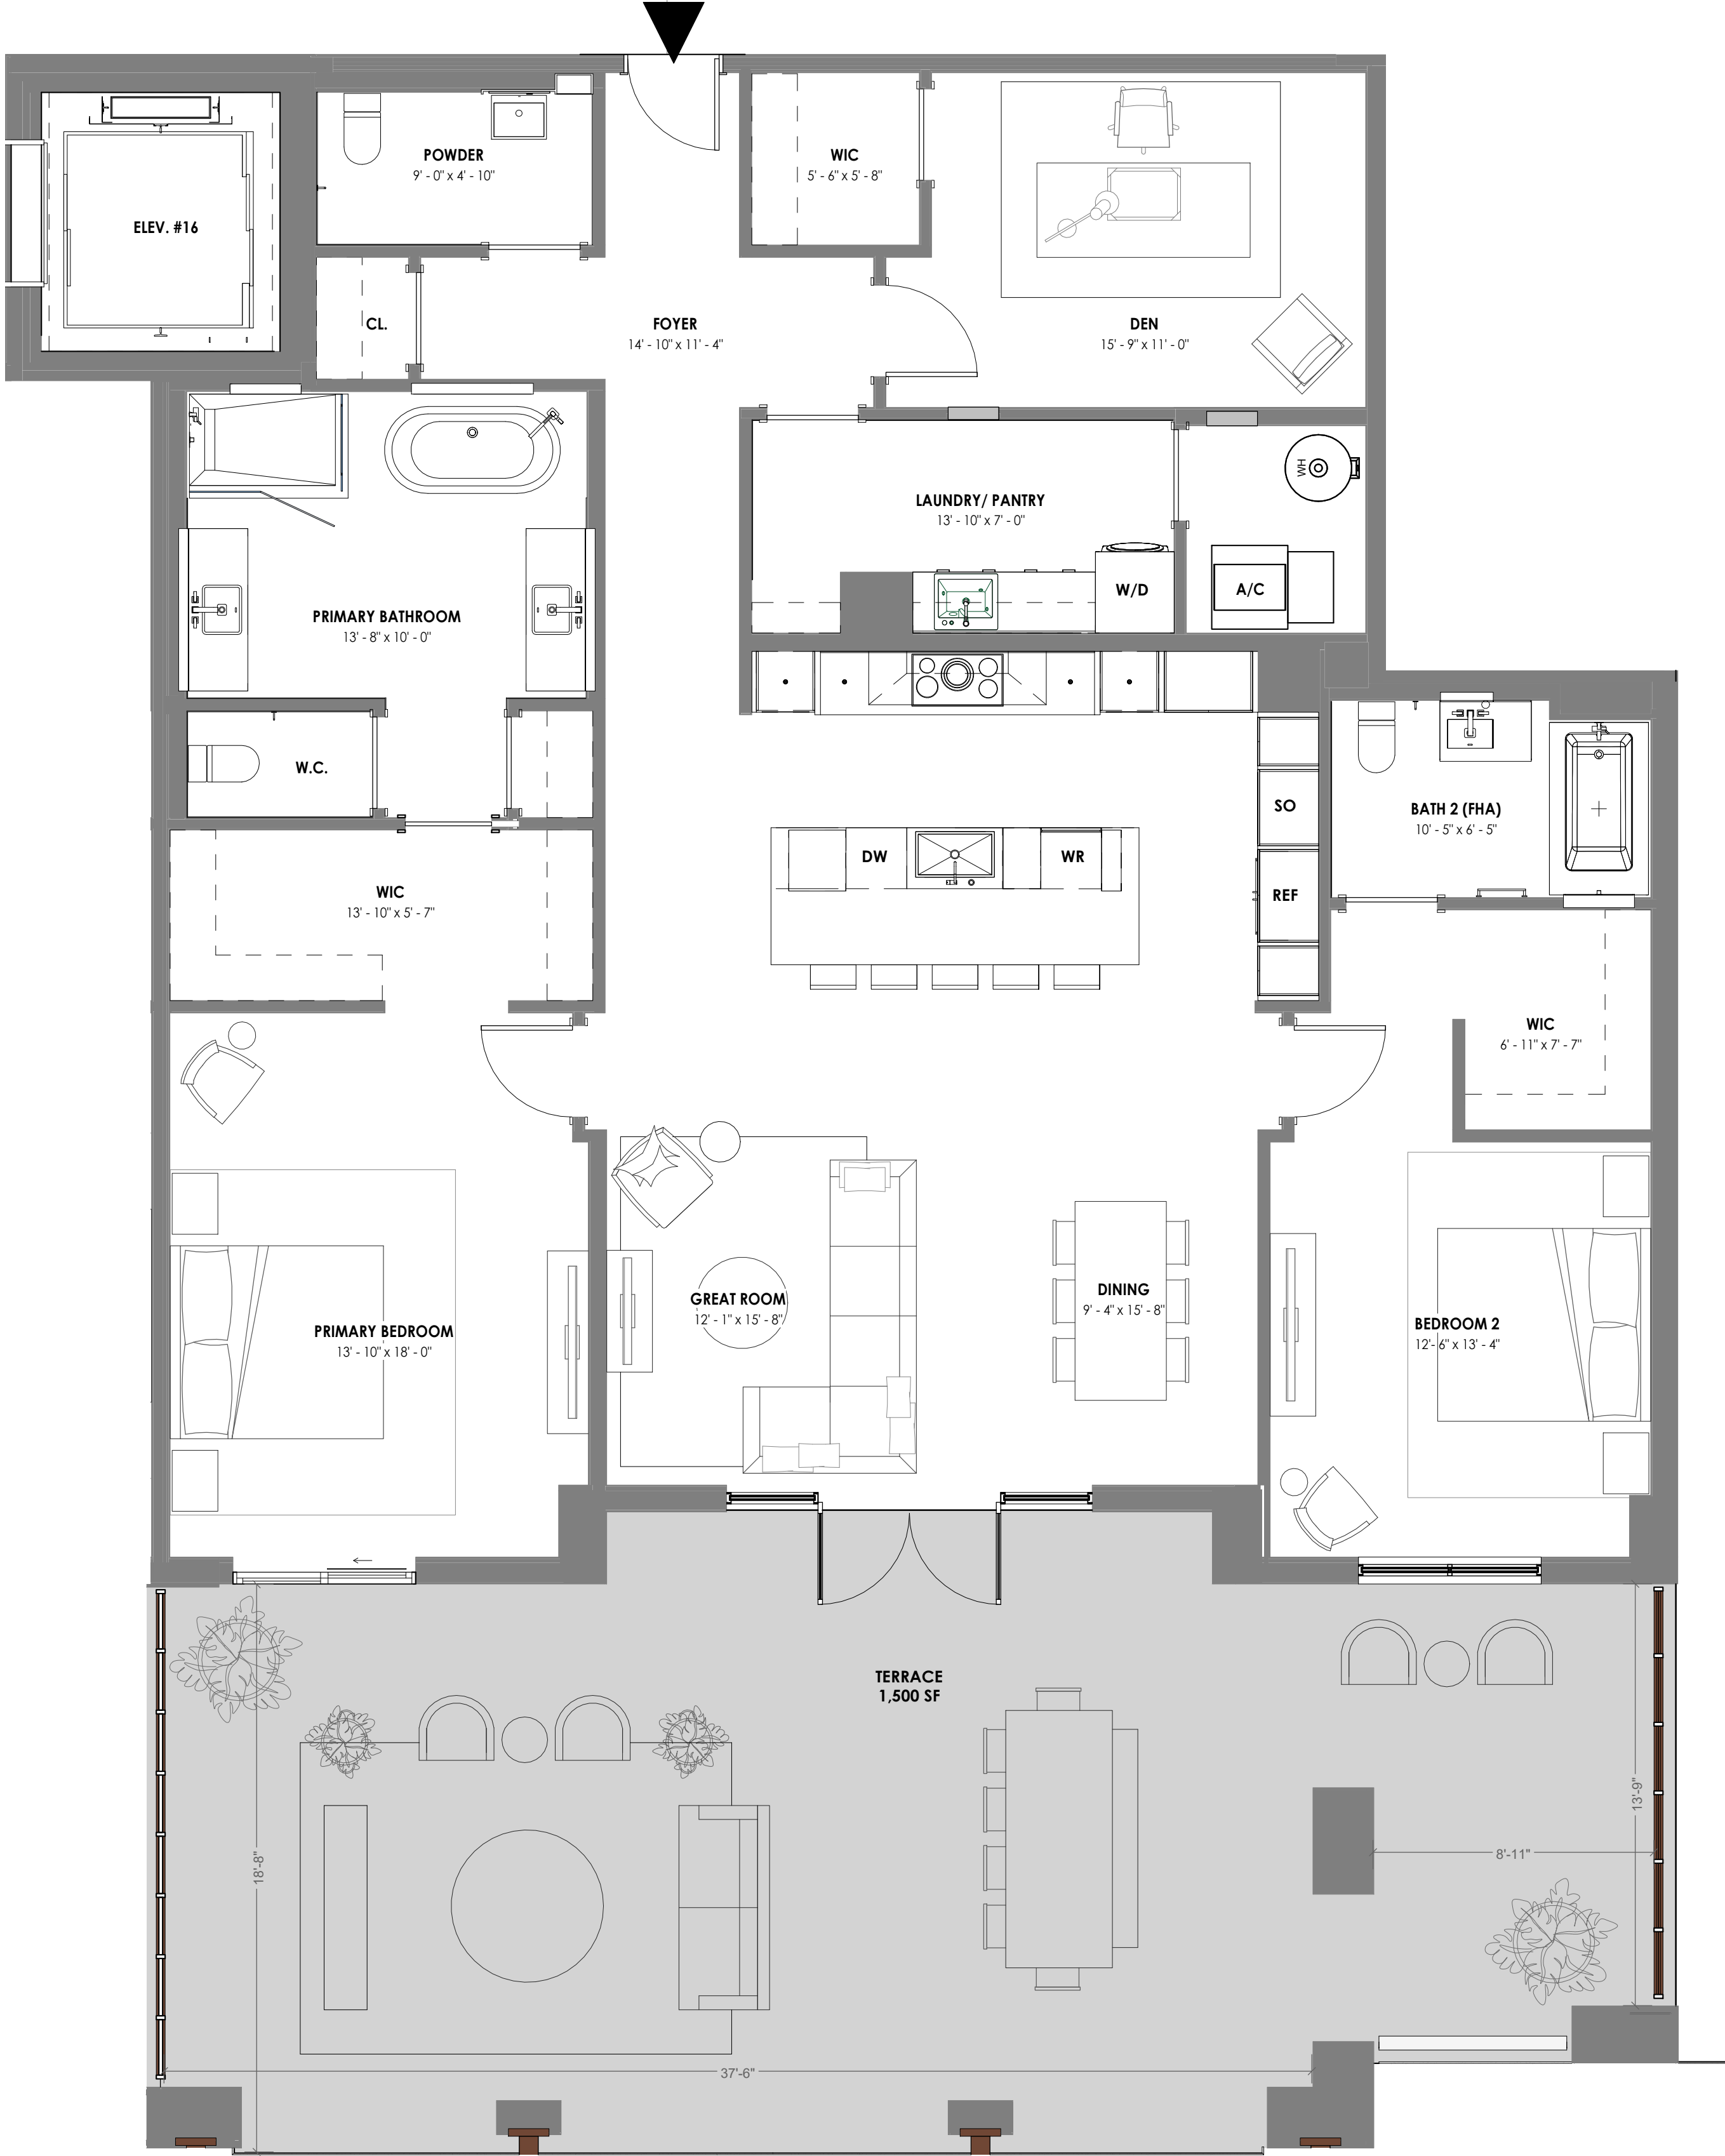 POWDER
9' - 0" x 4' - 10"
WIC
5' - 6" x 5' - 8"
ELEV. #16
CL.
FOYER
14' - 10" x 11' - 4"
DEN
15' - 9" x 11' - 0"
WH
LAUNDRY/ PANTRY
13' - 10" x 7' - 0"
W/D
A/C
PRIMARY BATHROOM
13' - 8" x 10' - 0"
W.C.
SO
BATH 2 (FHA)
10' - 5" x 6' - 5"
DW
WR
REF
WIC
13' - 10" x 5' - 7"
WIC
6' - 11" x 7' - 7"
GREAT ROOM
12' - 1" x 15' - 8"
DINING
9' - 4" x 15' - 8"
PRIMARY BEDROOM
13' - 10" x 18' - 0"
BEDROOM 2
12'- 6" x 13' - 4"
TERRACE
1,500 SF
13'-9"
18'-8"
8'-11"
37'-6"